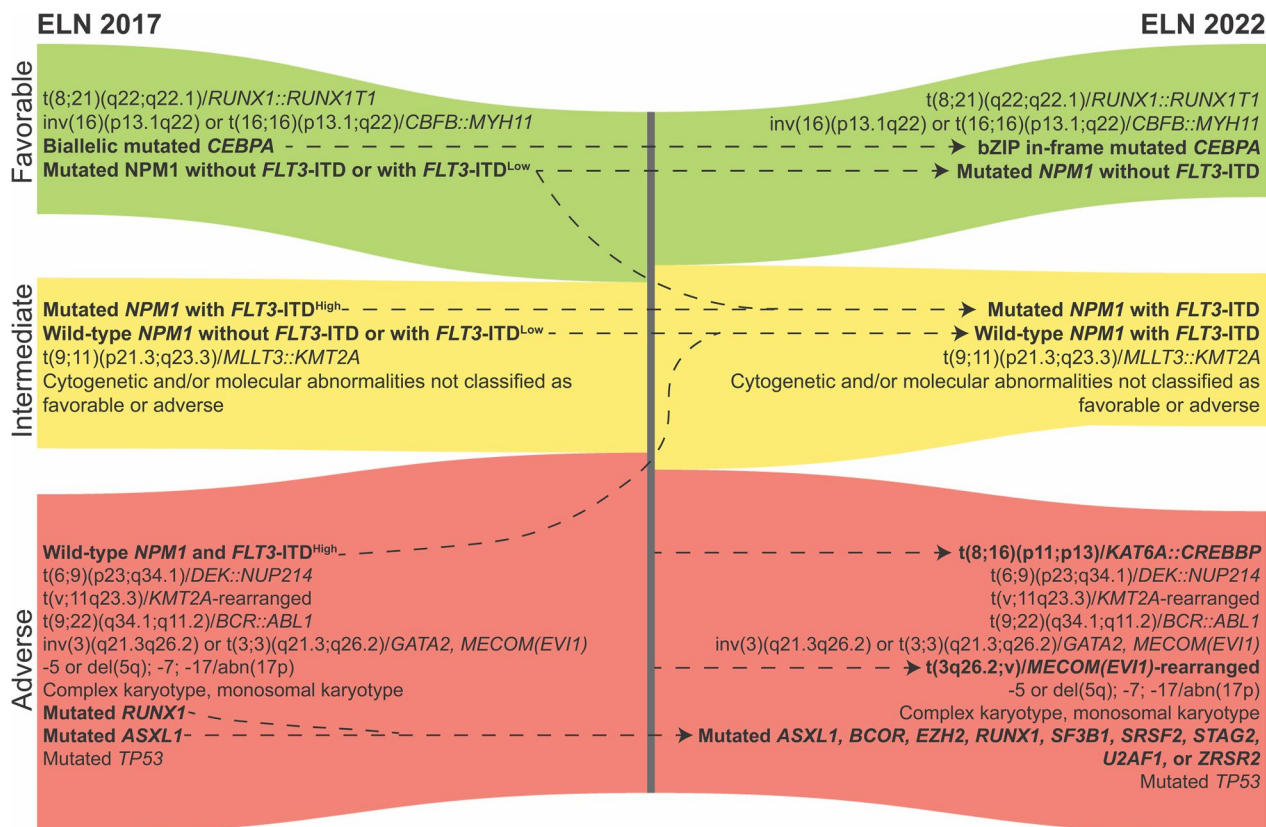 ELN 2017
ELN 2022
Favorable
t(8;21)(q22;q22.1)/RUNX1::RUNX1T1
inv(16)(p13.1q22) or t(16;16)(p13.1;q22)/CBFB::MYH11
Biallelic mutated CEBPA
Mutated NPM1 without FLT3-ITD or with FLT3-ITDLow
t(8;21)(q22;q22.1)/RUNX1::RUNX1T1
inv(16)(p13.1q22) or t(16;16)(p13.1;q22)/CBFB::MYH11
bZIP in-frame mutated CEBPA
Mutated NPM1 without FLT3-ITD
Intermediate
Mutated NPM1 with FLT3-ITDHigh
Wild-type NPM1 without FLT3-ITD or with FLT3-ITDLow
t(9;11)(p21.3;q23.3)/MLLT3::KMT2A
Cytogenetic and/or molecular abnormalities not classified as
favorable or adverse
Mutated NPM1 with FLT3-ITD
Wild-type NPM1 with FLT3-ITD
t(9;11)(p21.3;q23.3)/MLLT3::KMT2A
Cytogenetic and/or molecular abnormalities not classified as
favorable or adverse
Adverse
Wild-type NPM1 and FLT3-ITDHigh
t(6;9)(p23;q34.1)/DEK::NUP214
t(v;11q23.3)/KMT2A-rearranged
t(9;22)(q34.1;q11.2)/BCR::ABL1
inv(3)(q21.3q26.2) or t(3;3)(q21.3;q26.2)/GATA2, MECOM(EVI1)
-5 or del(5q); -7; -17/abn(17p)
Complex karyotype, monosomal karyotype
Mutated RUNX1
Mutated ASXL1
Mutated TP53
t(8;16)(p11;p13)/KAT6A::CREBBP
t(6;9)(p23;q34.1)/DEK::NUP214
t(v;11q23.3)/KMT2A-rearranged
t(9;22)(q34.1;q11.2)/BCR::ABL1
inv(3)(q21.3q26.2) or t(3;3)(q21.3;q26.2)/GATA2, MECOM(EVI1)
t(3q26.2;v)/MECOM(EVI1)-rearranged
-5 or del(5q); -7; -17/abn(17p)
Complex karyotype, monosomal karyotype
Mutated ASXL1, BCOR, EZH2, RUNX1, SF3B1, SRSF2, STAG2,
U2AF1, or ZRSR2
Mutated TP53